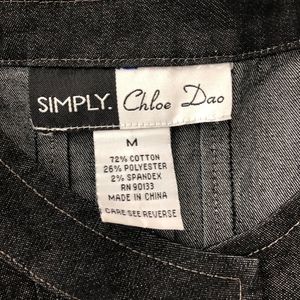 SIMPLY. Chloe Dao
M
72% COTTON
26% POLYESTER
2% SPANDEX
RN 90133
MADE IN CHINA
CARE SEE REVERSE